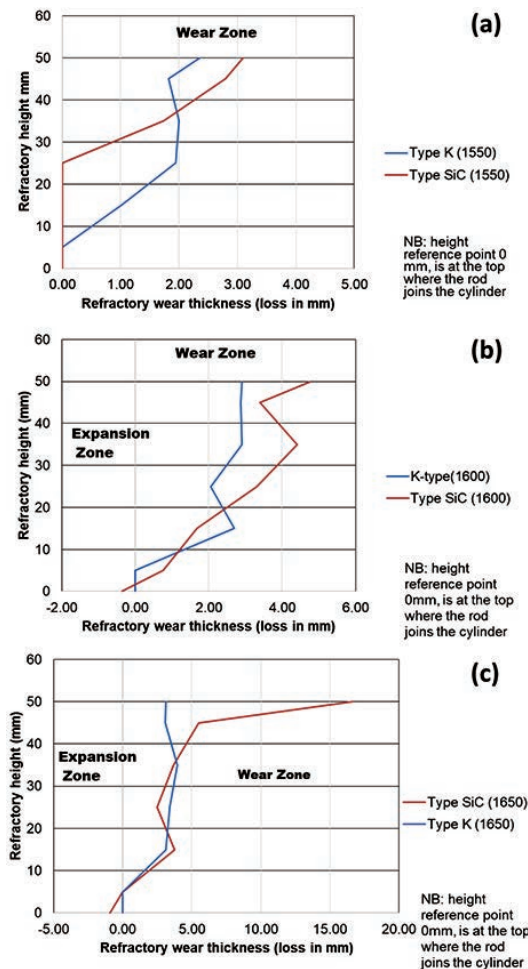 (a)
Wear Zone
Refractory height mm
60
50
40
30
20
10
0
0.00 1.00 2.00 3.00 4.00 5.00
Refractory wear thickness (loss in mm)
Type K (1550)
Type SiC (1550)
NB: height
reference point 0
mm, is at the top
where the rod
joins the cylinder
(b)
Wear Zone
Refractory height (mm)
60
50
40
30
20
10
0
Expansion
Zone
-2.00 0.00 2.00 4.00 6.00
Refractory wear thickness (loss in mm)
K-type(1600)
Type SiC (1600)
NB: height
reference point
0mm, is at the top
where the rod
joins the cylinder
(c)
Refractory height (mm)
60
50
40
30
20
10
0
Expansion
Zone
Wear Zone
-5.00 0.00 5.00 10.00 15.00 20.00
Refractory wear thickness (loss in mm)
Type SiC (1650)
Type K (1650)
NB: height
reference point
0mm, is at the top
where the rod
joins the cylinder